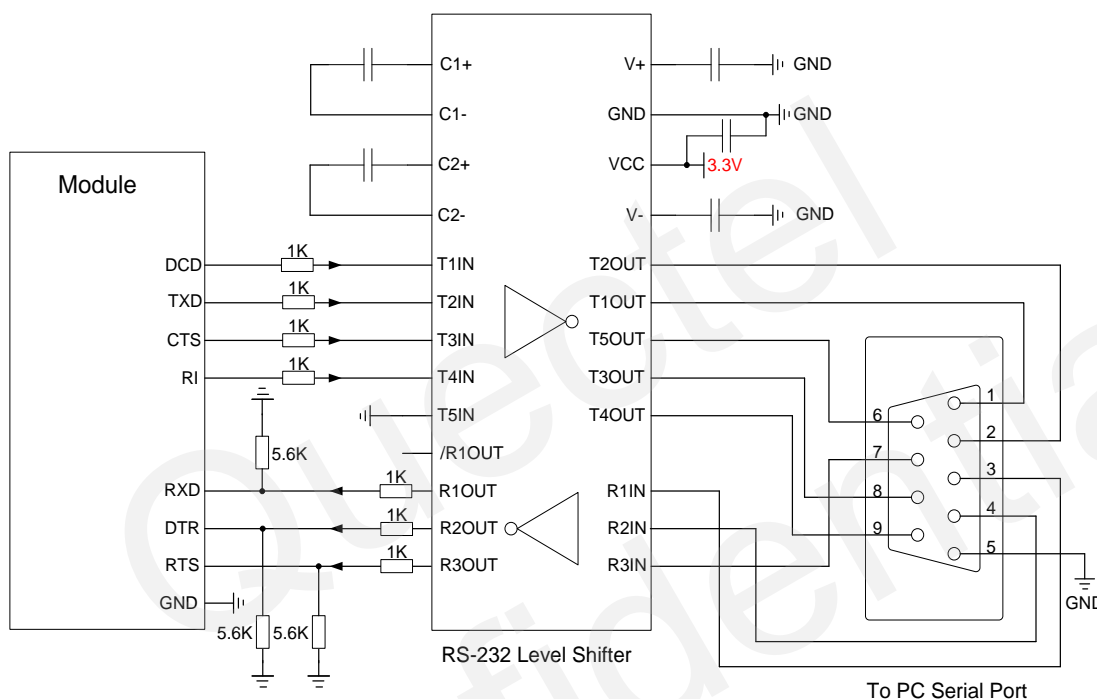 Module
DCD
TXD
CTS
RI
RXD
DTR
RTS
GND
1K
1K
1K
1K
5.6K
1K
1K
1K
5.6K
5.6K
C1+
C1-
C2+
C2-
T1IN
T2IN
T3IN
T4IN
T5IN
/R1OUT
R1OUT
R2OUT
R3OUT
V+
GND
VCC
V-
T2OUT
T1OUT
T5OUT
T3OUT
T4OUT
R1IN
R2IN
R3IN
RS-232 Level Shifter
GND
GND
3.3V
GND
1
2
3
4
5
6
7
8
9
GND
To PC Serial Port
Quectel